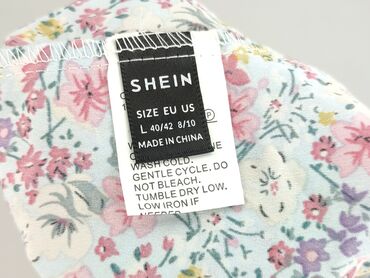 SHEIN
SIZE EU US
L 40/42 8/10
MADE IN CHINA
P
WASH COLD.
GENTLE CYCLE. DO
NOT BLEACH.
TUMBLE DRY LOW.
LOW IRON IF